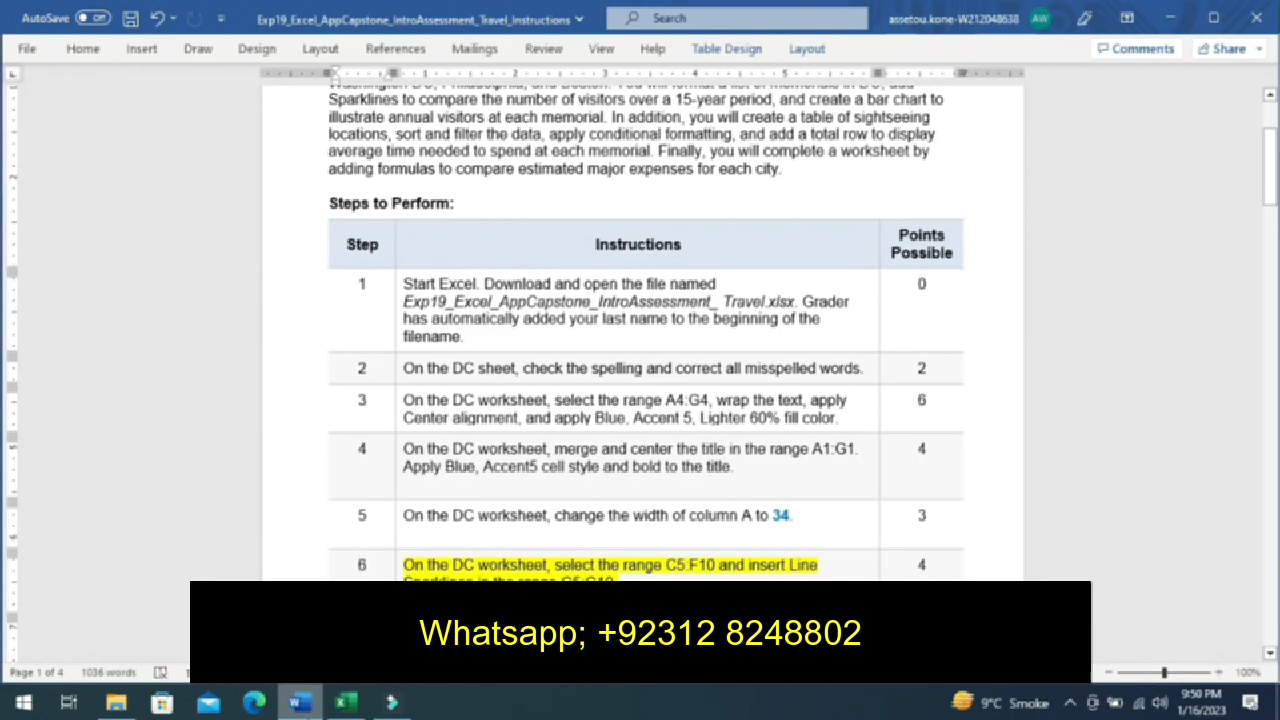 AutoSave Off Exp19_Excel_AppCapstone_IntroAssessment_Travel_Instructions Search assetou.kone-W212048638 AW
File Home Insert Draw Design Layout References Mailings Review View Help Table Design Layout Comments Share
Sparklines to compare the number of visitors over a 15-year period, and create a bar chart to
illustrate annual visitors at each memorial. In addition, you will create a table of sightseeing
locations, sort and filter the data, apply conditional formatting, and add a total row to display
average time needed to spend at each memorial. Finally, you will complete a worksheet by
adding formulas to compare estimated major expenses for each city.
Steps to Perform:
Step Instructions Points Possible
1 Start Excel. Download and open the file named 0
Exp19_Excel_AppCapstone_IntroAssessment_ Travel.xlsx. Grader
has automatically added your last name to the beginning of the
filename.
2 On the DC sheet, check the spelling and correct all misspelled words. 2
3 On the DC worksheet, select the range A4:G4, wrap the text, apply 6
Center alignment, and apply Blue, Accent 5, Lighter 60% fill color.
4 On the DC worksheet, merge and center the title in the range A1:G1. 4
Apply Blue, Accent5 cell style and bold to the title.
5 On the DC worksheet, change the width of column A to 34. 3
6 On the DC worksheet, select the range C5:F10 and insert Line 4
Whatsapp; +92312 8248802
Page 1 of 4 1036 words 100%
9°C Smoke 9:50 PM
1/16/2023